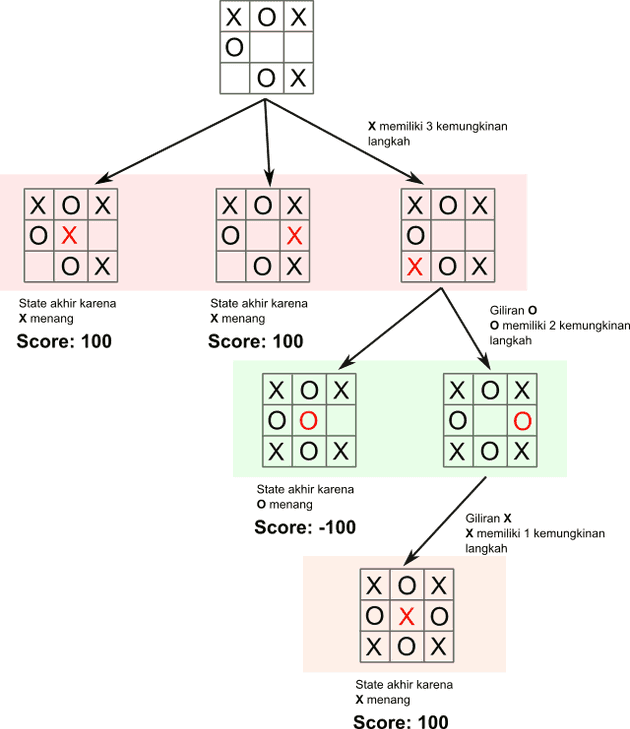 X O X
O
O X
X memiliki 3 kemungkinan
langkah
X O X
O X
O X
X O X
O X
O X
X O X
O
X O X
State akhir karena
X menang
Score: 100
State akhir karena
X menang
Score: 100
Giliran O
O memiliki 2 kemungkinan
langkah
X O X
O O
X O X
X O X
O O
X O X
State akhir karena
O menang
Score: -100
Giliran X
X memiliki 1 kemungkinan
langkah
X O X
O X O
X O X
State akhir karena
X menang
Score: 100